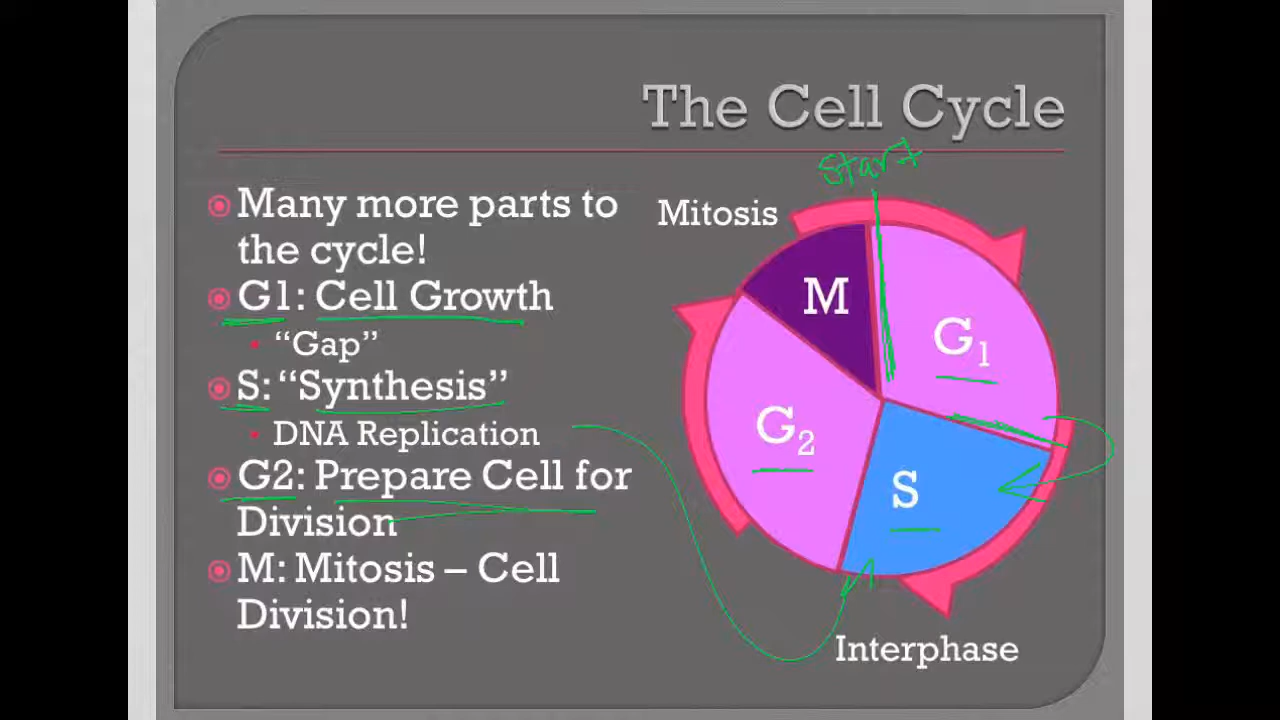 The Cell Cycle
Start
Many more parts to
the cycle!
G1: Cell Growth
"Gap"
S: "Synthesis"
DNA Replication
G2: Prepare Cell for
Division
M: Mitosis – Cell
Division!
Mitosis
M
G₁
G₂
S
Interphase